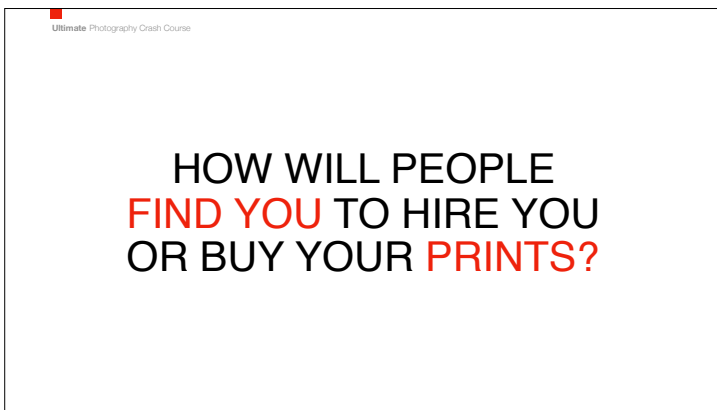 Ultimate Photography Crash Course
HOW WILL PEOPLE
FIND YOU TO HIRE YOU
OR BUY YOUR PRINTS?